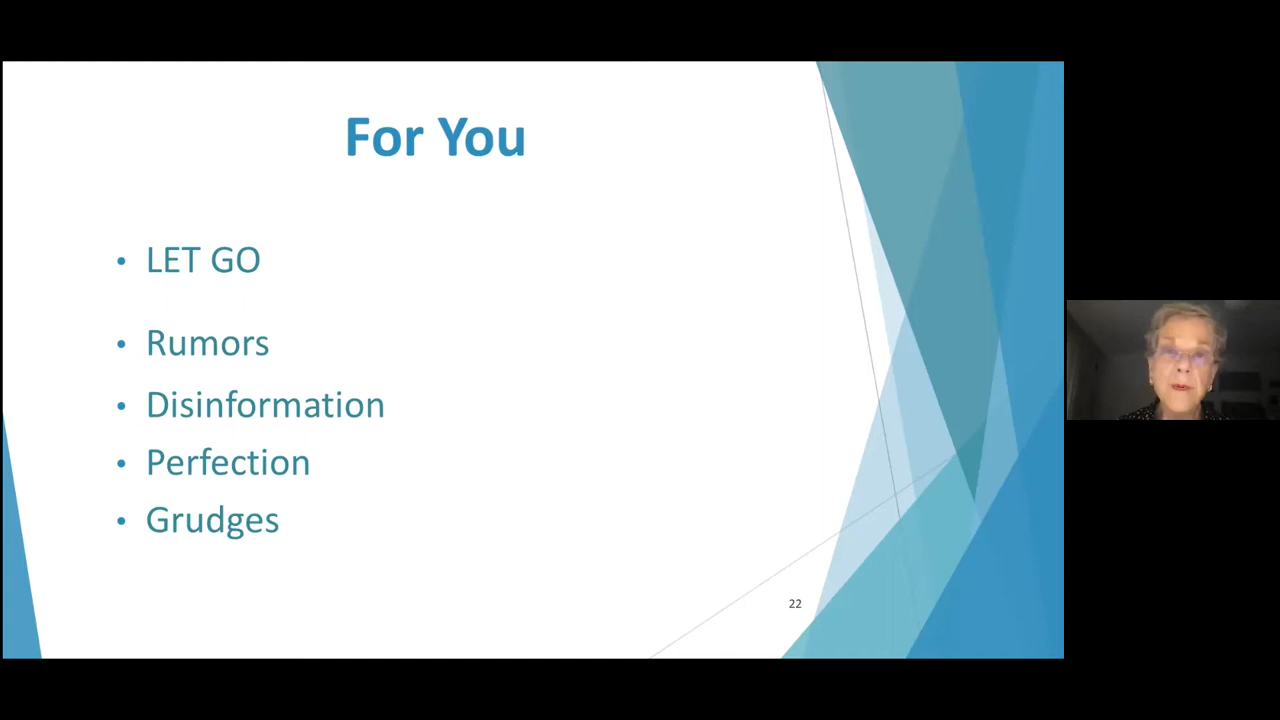 For You
• LET GO
• Rumors
• Disinformation
• Perfection
• Grudges
22